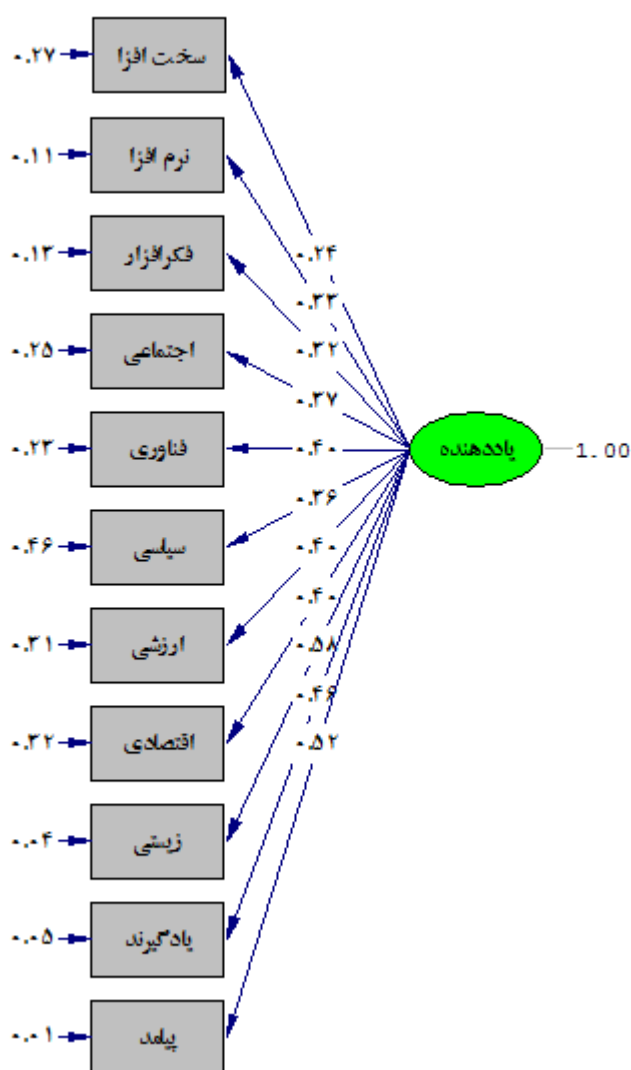 ۰.۲۷ سخت افزا
۰.۱۱ نرم افزا
۰.۱۳ فکرافزار
۰.۲۵ اجتماعی
۰.۲۳ فناوری
۰.۴۶ سیاسی
۰.۳۱ ارزشی
۰.۳۲ اقتصادی
۰.۰۴ زیستی
۰.۰۵ یادگیرند
۰.۰۱ پیامد
۰.۲۴
۰.۳۳
۰.۳۲
۰.۳۷
۰.۴۰
۰.۳۶
۰.۴۰
۰.۴۰
۰.۵۸
۰.۴۶
۰.۵۲
یاددهنده
1.00